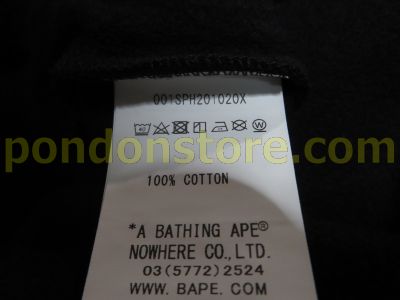 001SPH201020X
pondonstore.com
100% COTTON
*A BATHING APE®
NOWHERE CO.,LTD.
03(5772)2524
WWW.BAPE.COM